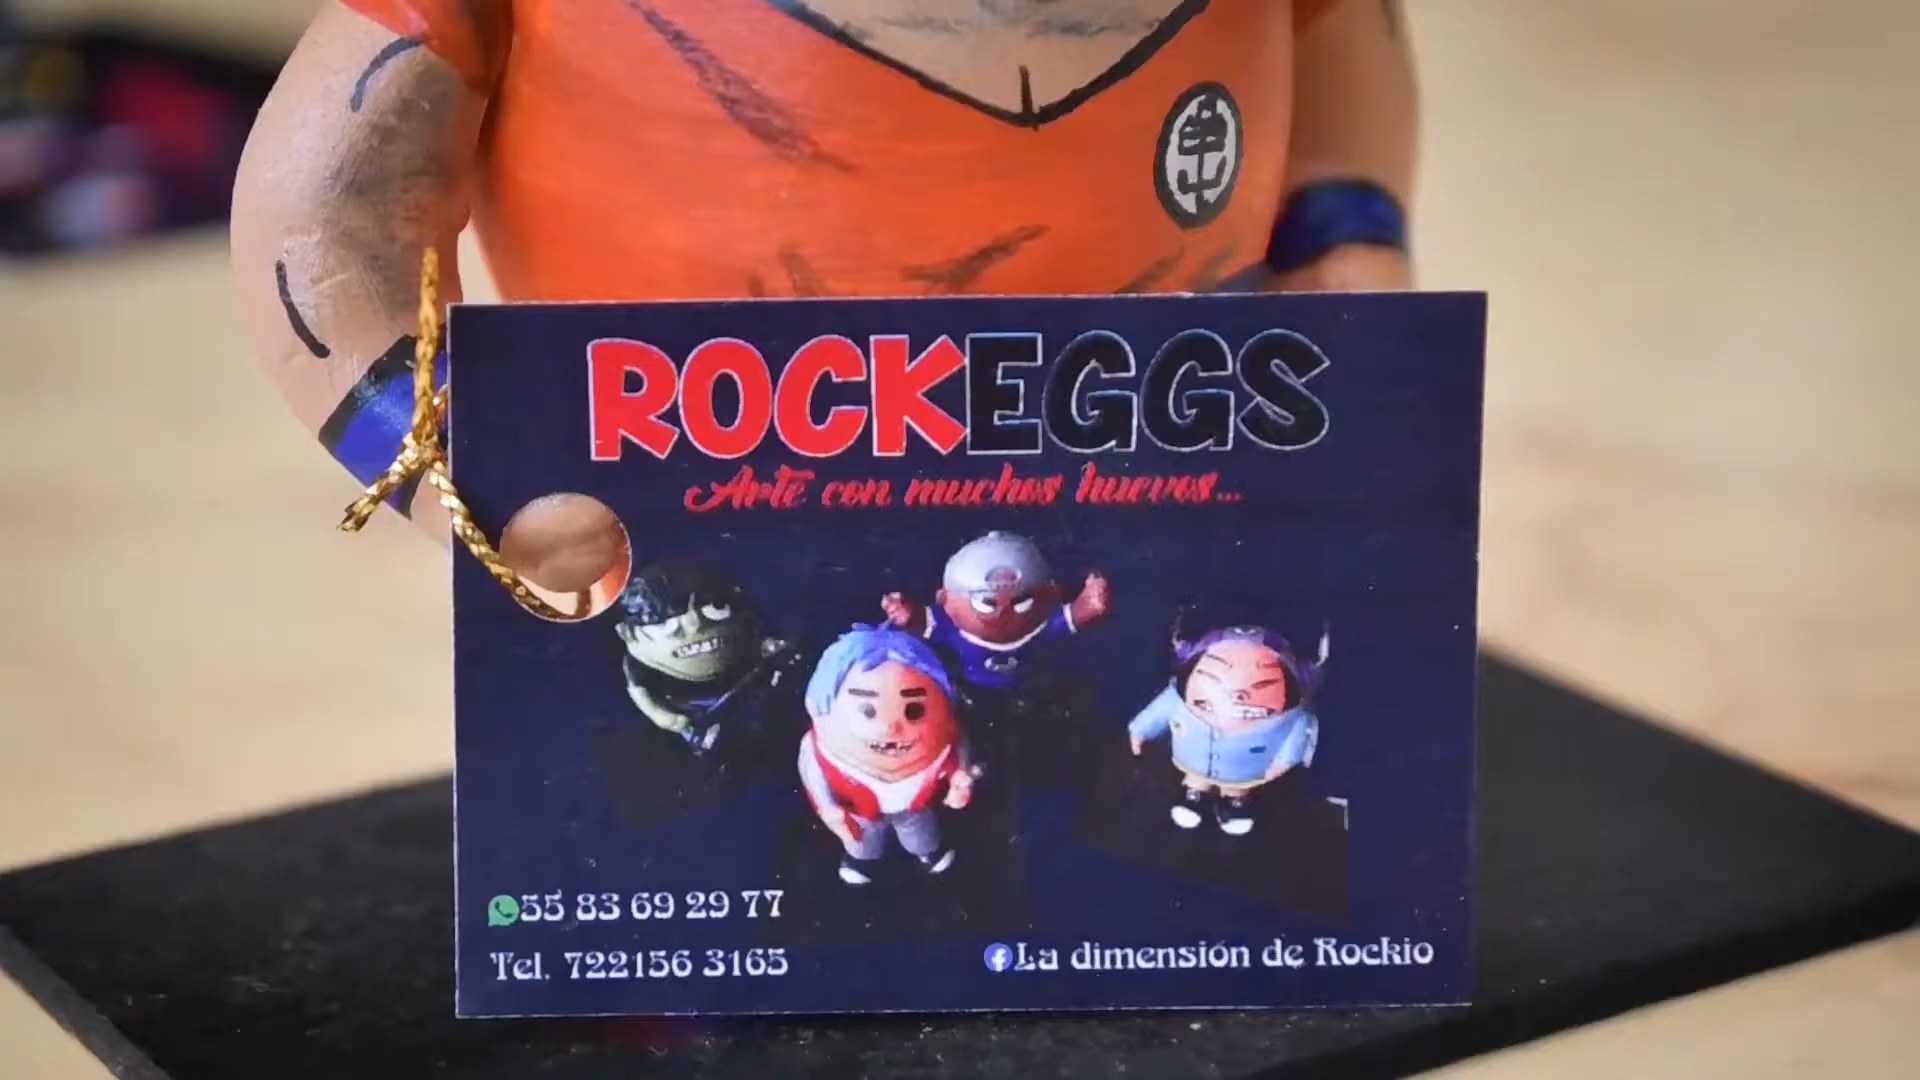 ROCKEGGS
Arte con muchos huevos...
55 83 69 29 77
Tel. 722156 3165
La dimensión de Rockio